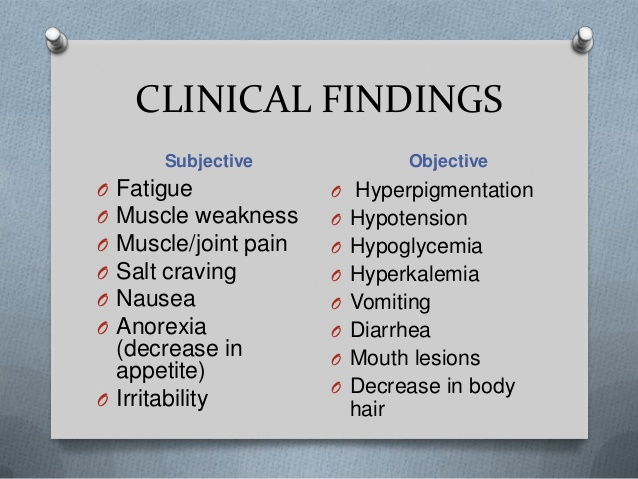 CLINICAL FINDINGS
Subjective
Fatigue
Muscle weakness
Muscle/joint pain
Salt craving
Nausea
Anorexia
(decrease in
appetite)
Irritability
Objective
Hyperpigmentation
Hypotension
Hypoglycemia
Hyperkalemia
Vomiting
Diarrhea
Mouth lesions
Decrease in body
hair